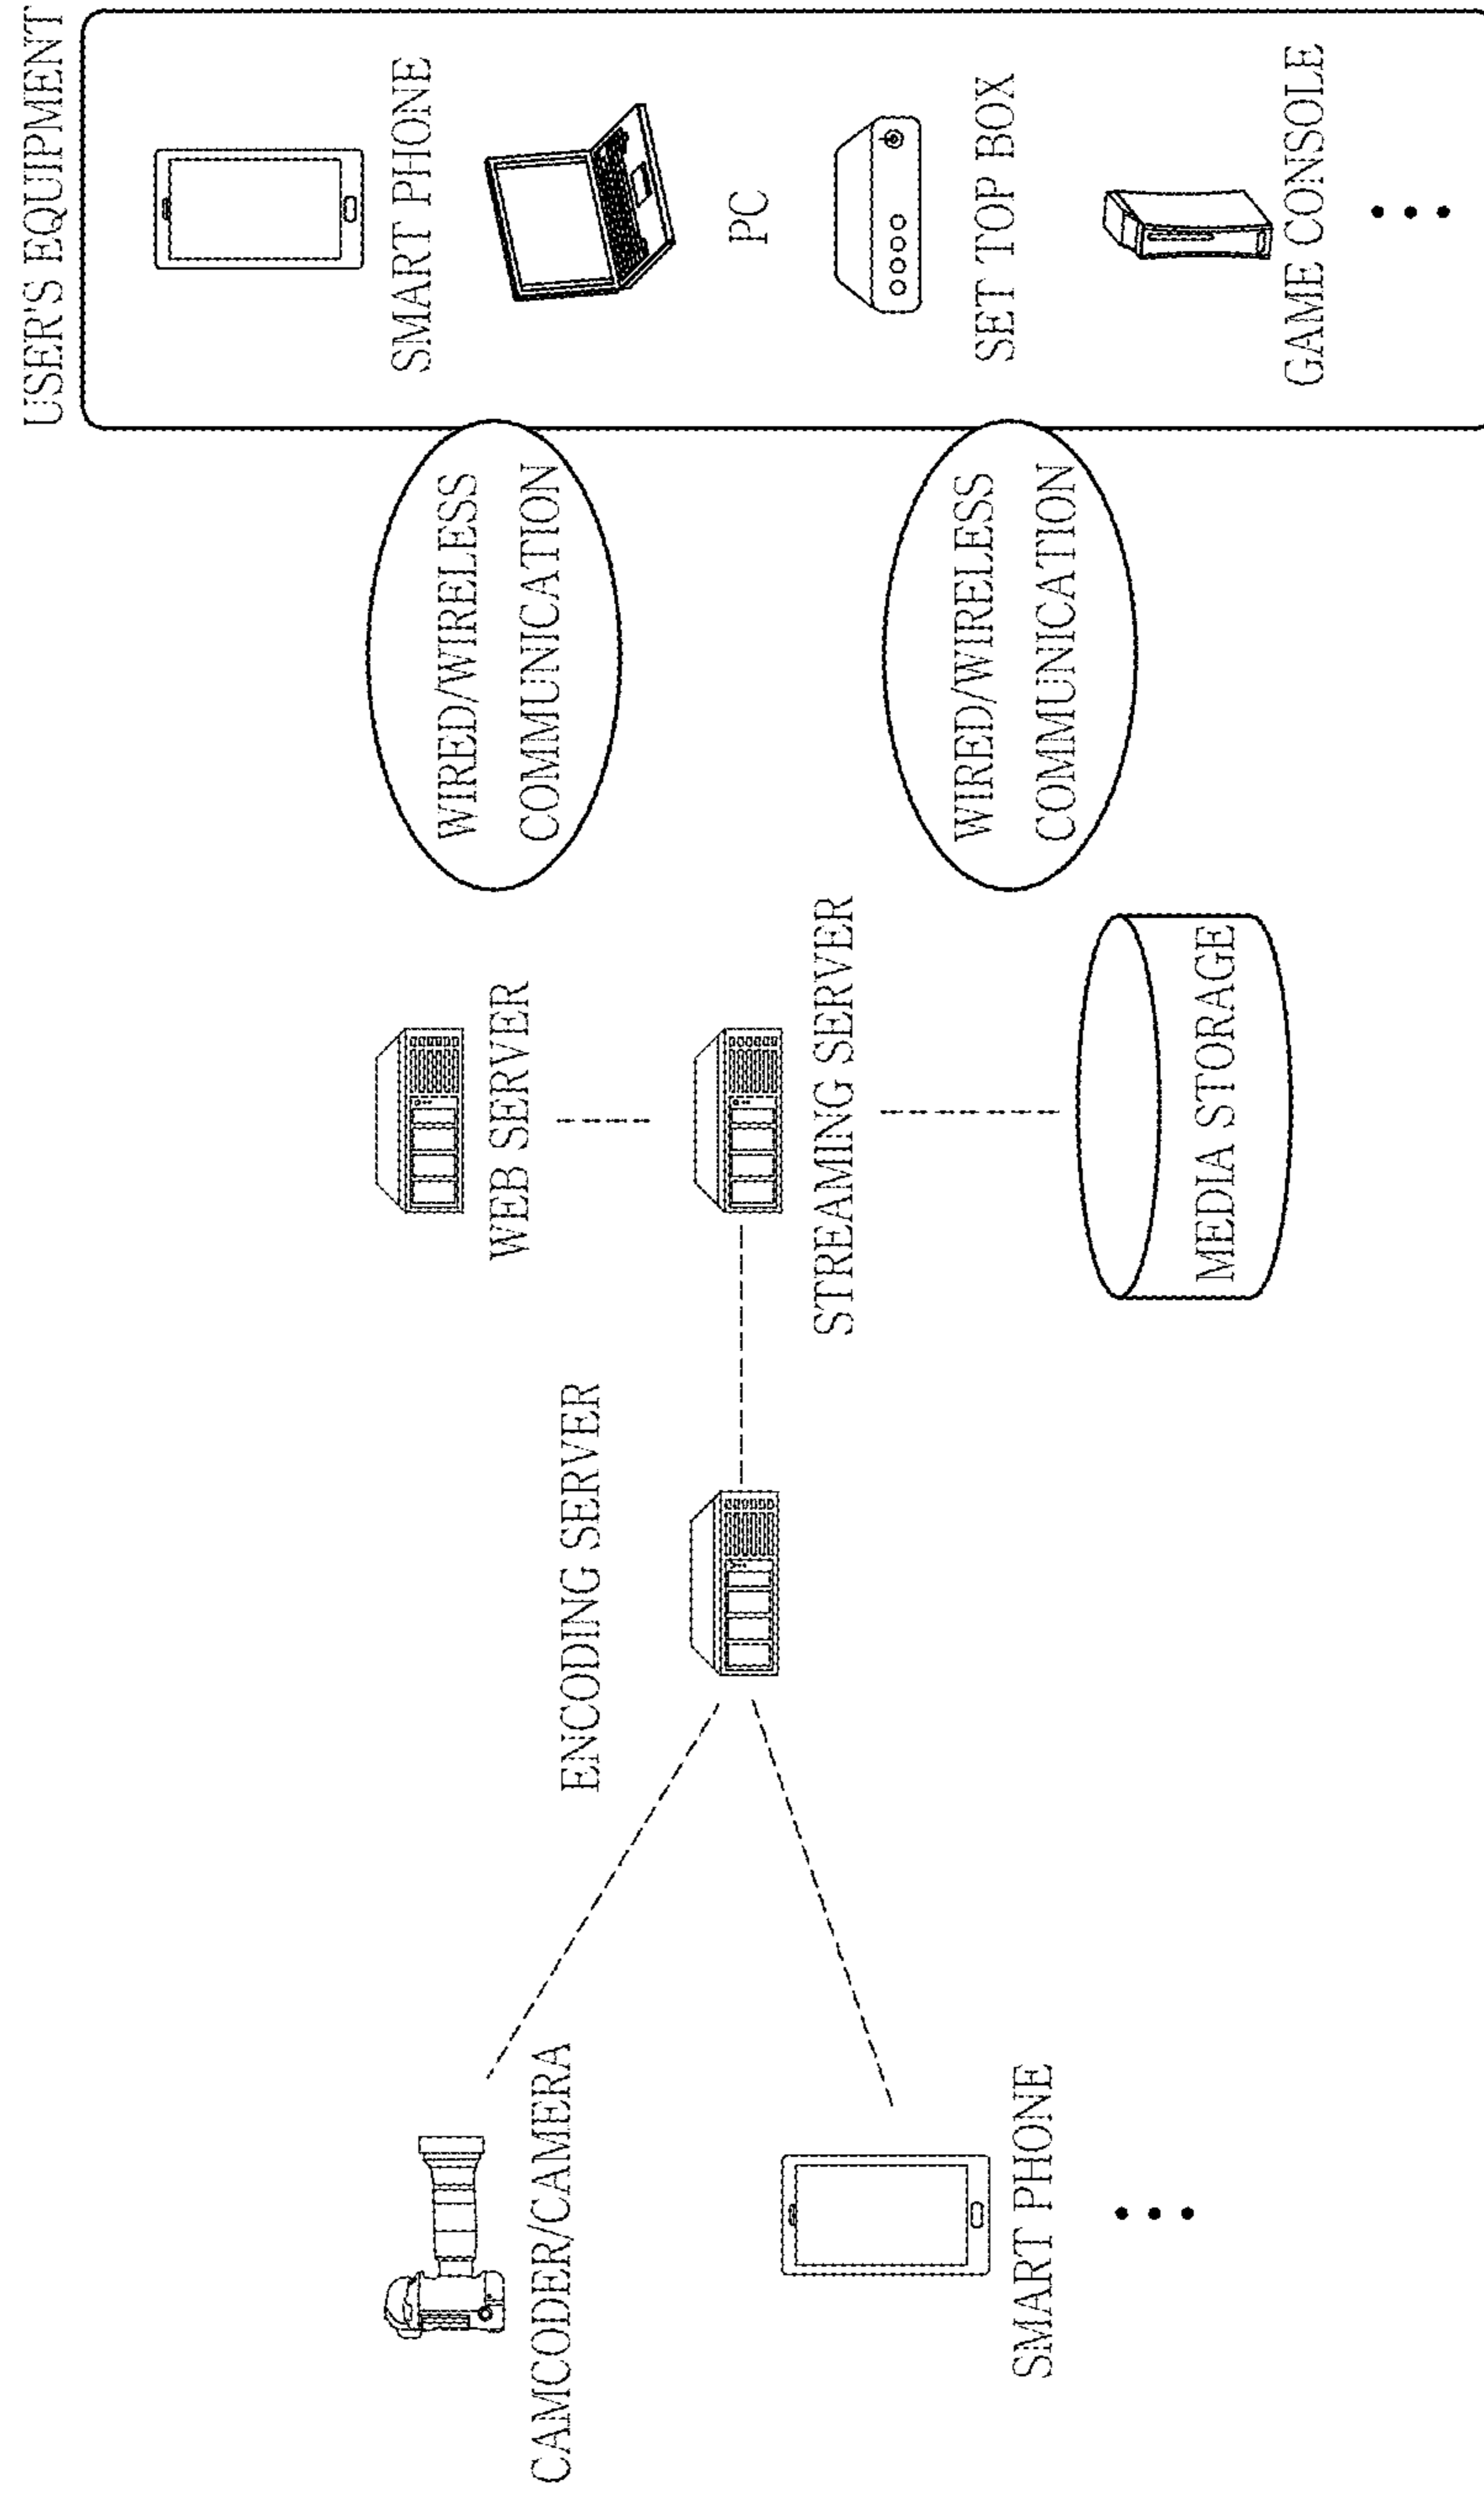 CAMCODER/CAMERA
SMART PHONE
ENCODING SERVER
WEB SERVER
STREAMING SERVER
MEDIA STORAGE
WIRED/WIRELESS
COMMUNICATION
WIRED/WIRELESS
COMMUNICATION
USER'S EQUIPMENT
SMART PHONE
PC
SET TOP BOX
GAME CONSOLE